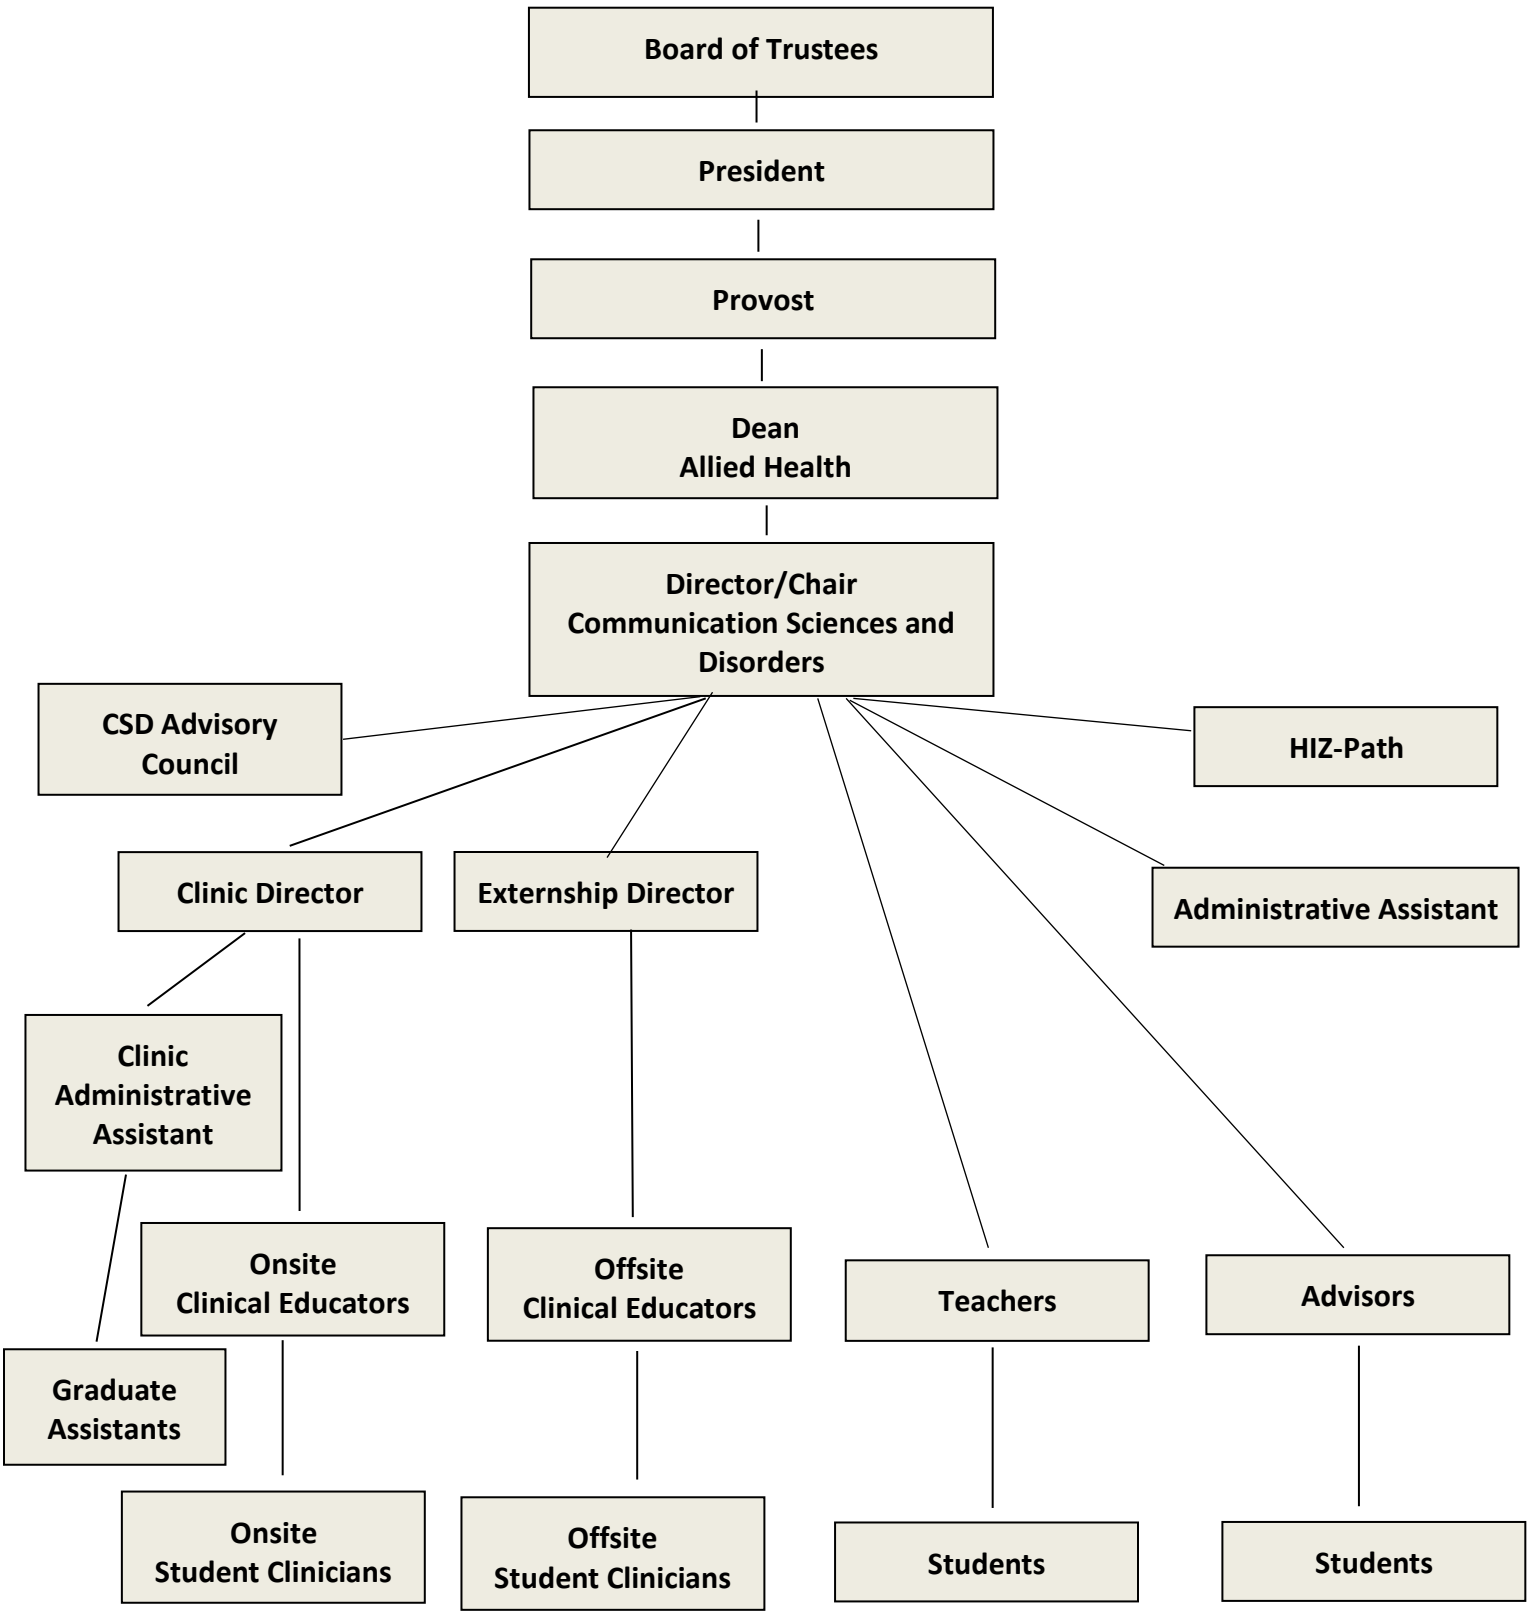 Board of Trustees
President
Provost
Dean
Allied Health
Director/Chair
Communication Sciences and
Disorders
CSD Advisory
Council
HIZ-Path
Clinic Director
Externship Director
Administrative Assistant
Clinic
Administrative
Assistant
Onsite
Clinical Educators
Offsite
Clinical Educators
Teachers
Advisors
Graduate
Assistants
Onsite
Student Clinicians
Offsite
Student Clinicians
Students
Students